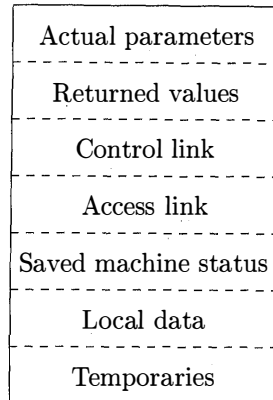 Actual parameters
Returned values
Control link
Access link
Saved machine status
Local data
Temporaries